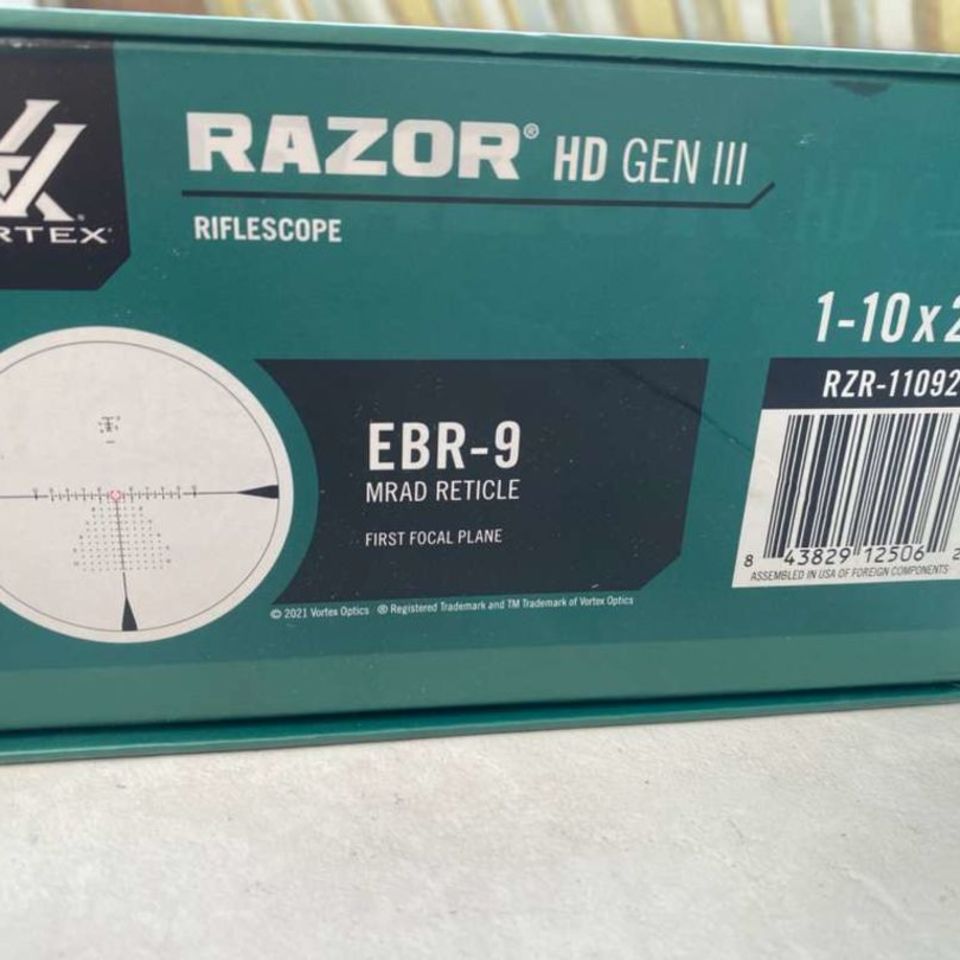 RAZOR® HD GEN III
RIFLESCOPE
RTEX
1-10x2
RZR-11092
EBR-9
MRAD RETICLE
FIRST FOCAL PLANE
8 43829 12506 2
ASSEMBLED IN USA OF FOREIGN COMPONENTS
© 2021 Vortex Optics ® Registered Trademark and TM Trademark of Vortex Optics